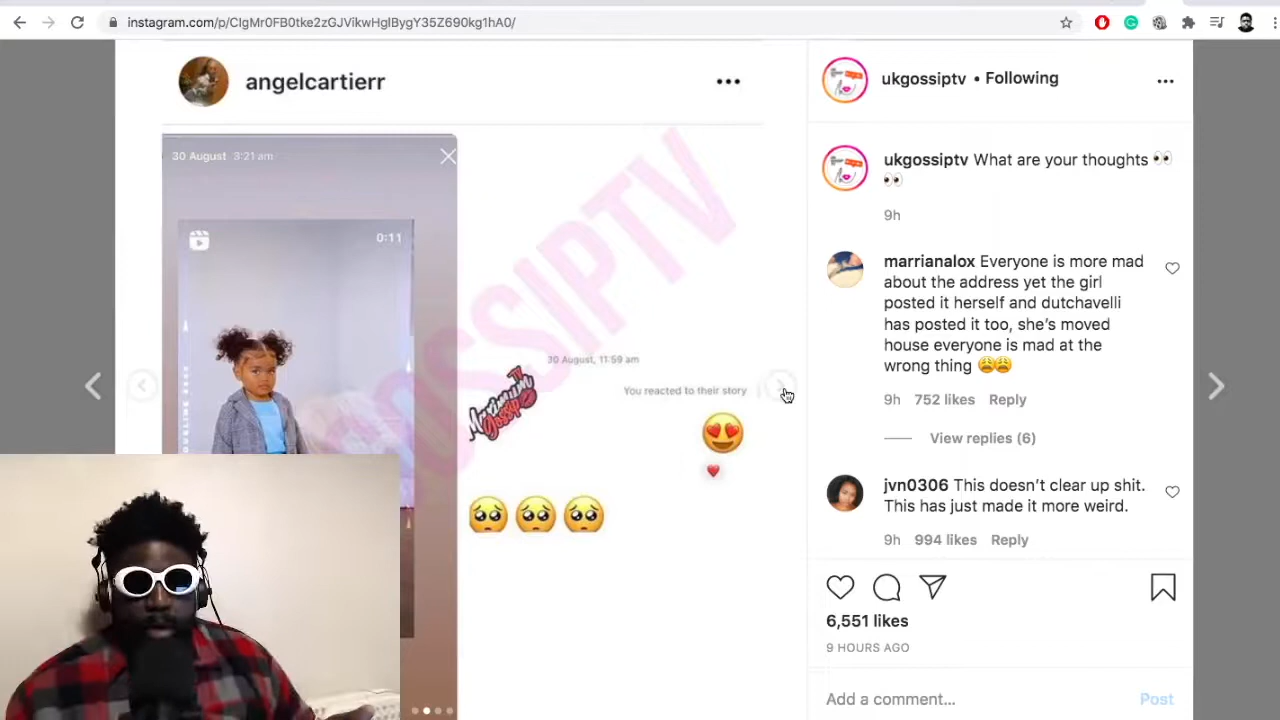 instagram.com/p/CIgMr0FB0tke2zGJVikwHgIBygY35Z690kg1hA0/
angelcartierr
30 August 3:21 am
0:11
GOSSIPTV
30 August, 11:59 am
You reacted to their story
Maximum
Gossip
TV
😍
❤️
🥺🥺🥺
ukgossiptv • Following
ukgossiptv What are your thoughts 👀
👀
9h
marrianalox Everyone is more mad
about the address yet the girl
posted it herself and dutchavelli
has posted it too, she's moved
house everyone is mad at the
wrong thing 😩😩
9h 752 likes Reply
View replies (6)
jvn0306 This doesn't clear up shit.
This has just made it more weird.
9h 994 likes Reply
6,551 likes
9 HOURS AGO
Add a comment... Post